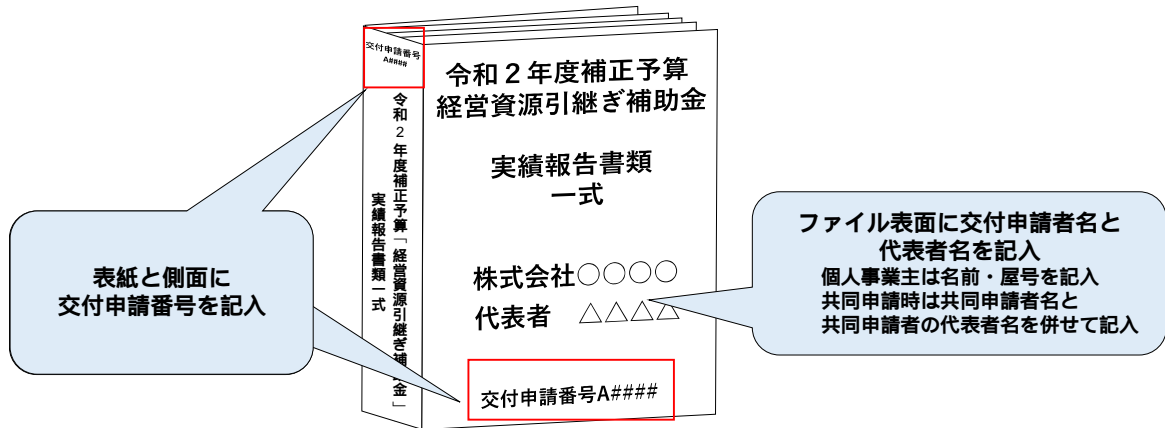 交付申請番号
A####
令和２年度補正予算「経営資源引継ぎ補助金」
実績報告書類一式
令和２年度補正予算
経営資源引継ぎ補助金
実績報告書類
一式
株式会社○○○○
代表者　△△△△
交付申請番号A####
表紙と側面に
交付申請番号を記入
ファイル表面に交付申請者名と
代表者名を記入
個人事業主は名前・屋号を記入
共同申請時は共同申請者名と
共同申請者の代表者名を併せて記入